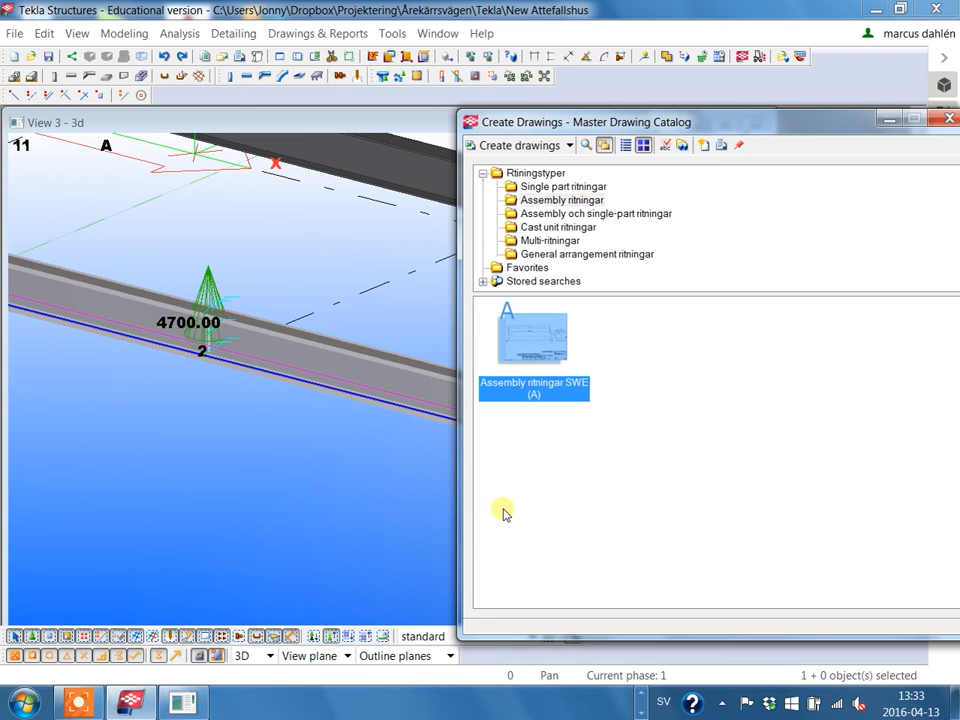 Tekla Structures - Educational version - C:\Users\Jonny\Dropbox\Projektering\Årekärrsvägen\Tekla\New Attefallshus
File Edit View Modeling Analysis Detailing Drawings & Reports Tools Window Help
marcus dahlén
View 3 - 3d
11 A
X
4700.00
2
Create Drawings - Master Drawing Catalog
Create drawings
Rtiningstyper
Single part ritningar
Assembly ritningar
Assembly och single-part ritningar
Cast unit ritningar
Multi-ritningar
General arrangement ritningar
Favorites
Stored searches
A
Assembly ritningar SWE
(A)
standard
3D View plane Outline planes
0 Pan Current phase: 1 1 + 0 object(s) selected
SV 13:33
2016-04-13